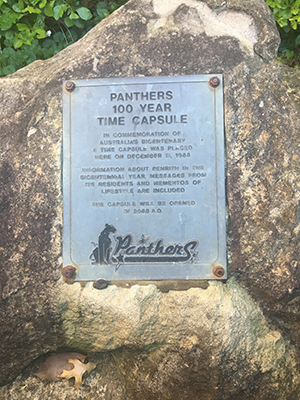 PANTHERS
100 YEAR
TIME CAPSULE
IN COMMEMORATION OF
AUSTRALIA'S BICENTENARY
A TIME CAPSULE WAS PLACED
HERE ON DECEMBER 11, 1988
INFORMATION ABOUT PENRITH IN THE
BICENTENNIAL YEAR, MESSAGES FROM
ITS RESIDENTS AND MEMENTOS OF
LIFESTYLE ARE INCLUDED
THE CAPSULE WILL BE OPENED
IN 2088 A.D.
Panthers